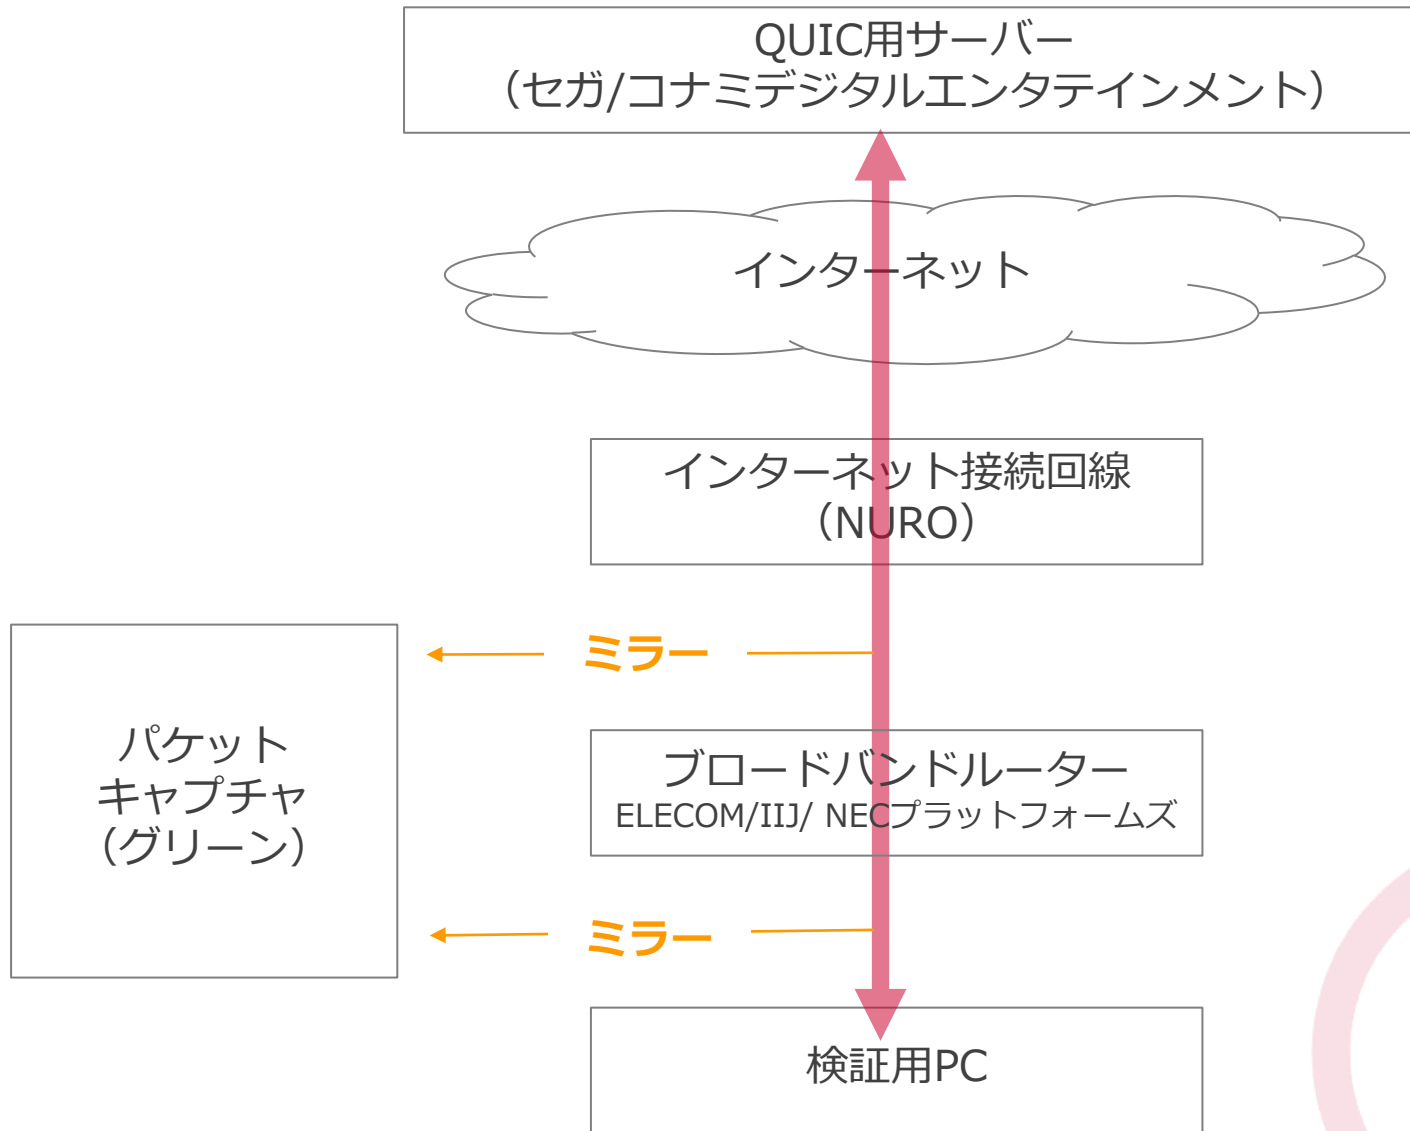 QUIC用サーバー
（セガ/コナミデジタルエンタテインメント）
インターネット
インターネット接続回線
（NURO）
ミラー
パケット
キャプチャ
（グリーン）
ブロードバンドルーター
ELECOM/IIJ/ NECプラットフォームズ
ミラー
検証用PC